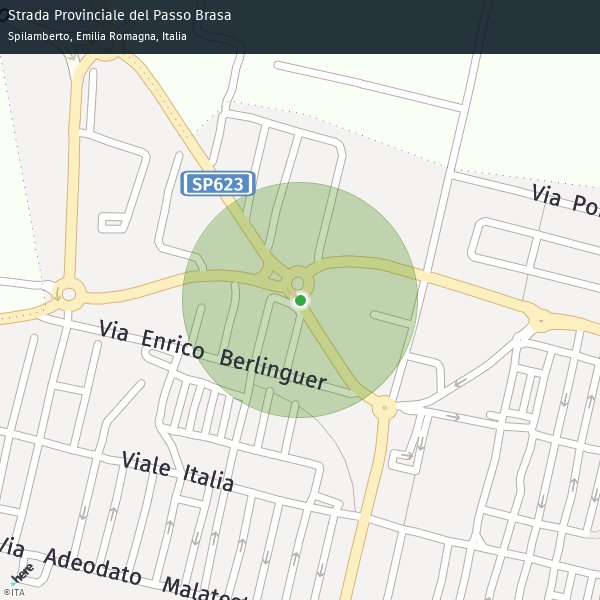 Strada Provinciale del Passo Brasa
Spilamberto, Emilia Romagna, Italia
SP623
Via Po
Via Enrico Berlinguer
Viale Italia
Via Adeodato Malatest
here
©ITA